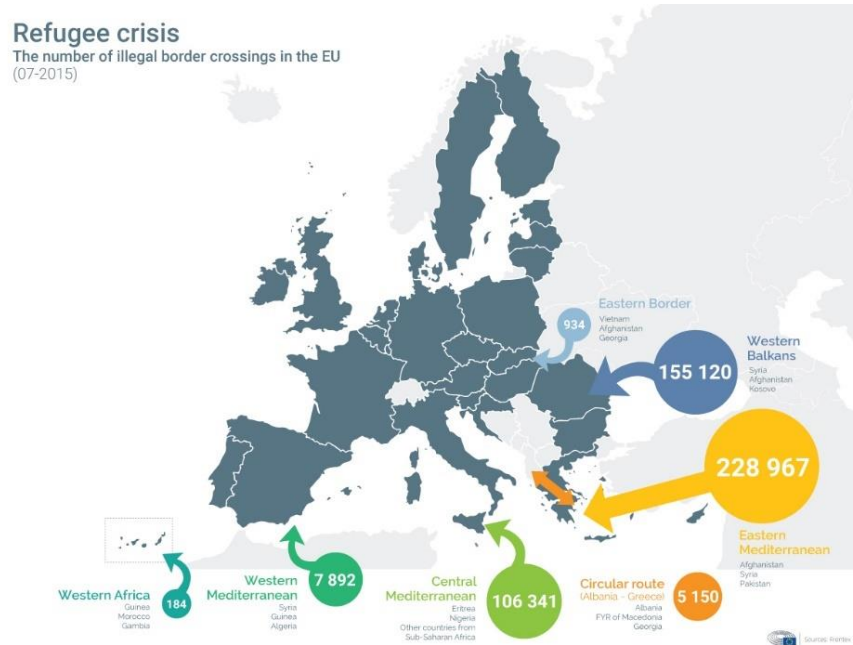 Refugee crisis
The number of illegal border crossings in the EU
(07-2015)
Eastern Border
Vietnam
Afghanistan
Georgia
934
Western
Balkans
Syria
Afghanistan
Kosovo
155 120
228 967
Eastern
Mediterranean
Afghanistan
Syria
Pakistan
Western Africa
Guinea
Morocco
Gambia
184
Western
Mediterranean
Syria
Guinea
Algeria
7 892
Central
Mediterranean
Eritrea
Nigeria
Other countries from
Sub-Saharan Africa
106 341
Circular route
(Albania - Greece)
Albania
FYR of Macedonia
Georgia
5 150
Sources: Frontex